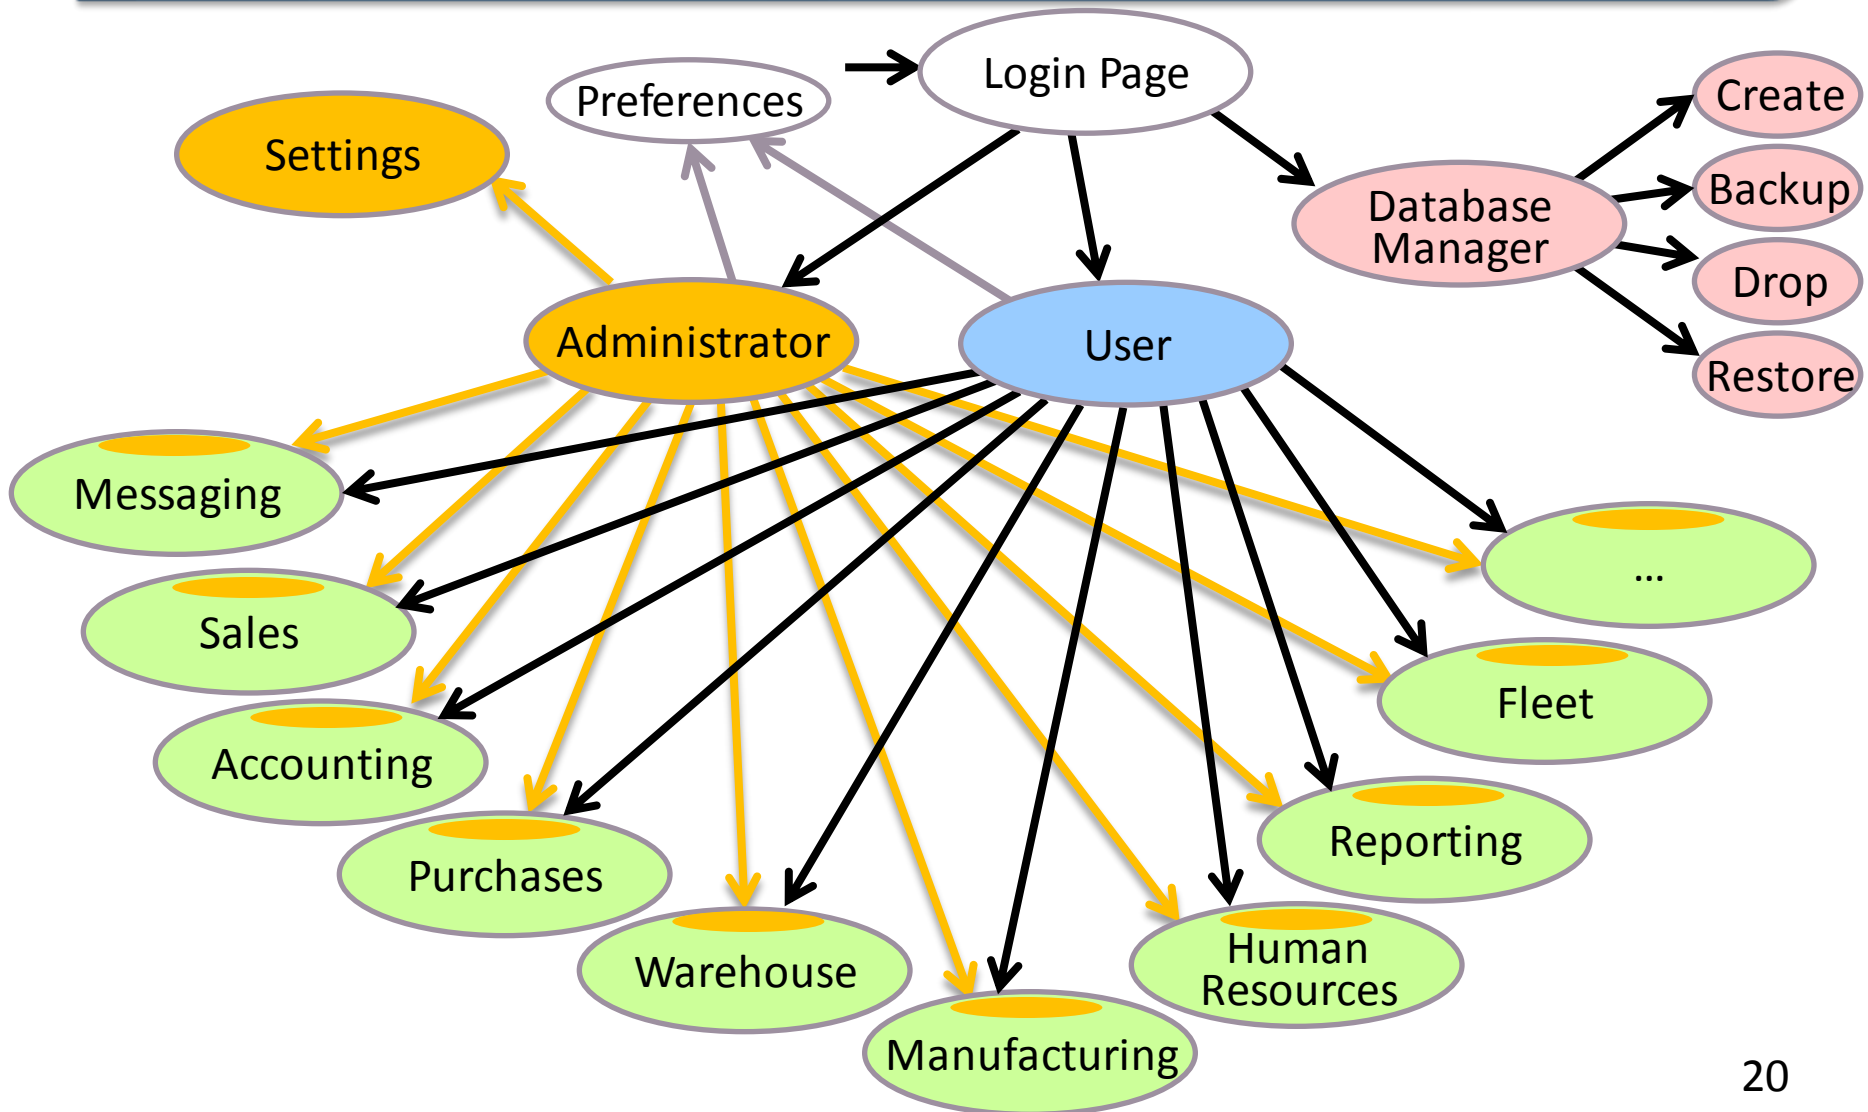 Login Page
Preferences
Create
Settings
Backup
Database
Manager
Drop
Administrator
User
Restore
Messaging
...
Sales
Fleet
Accounting
Reporting
Purchases
Human
Resources
Warehouse
Manufacturing
20